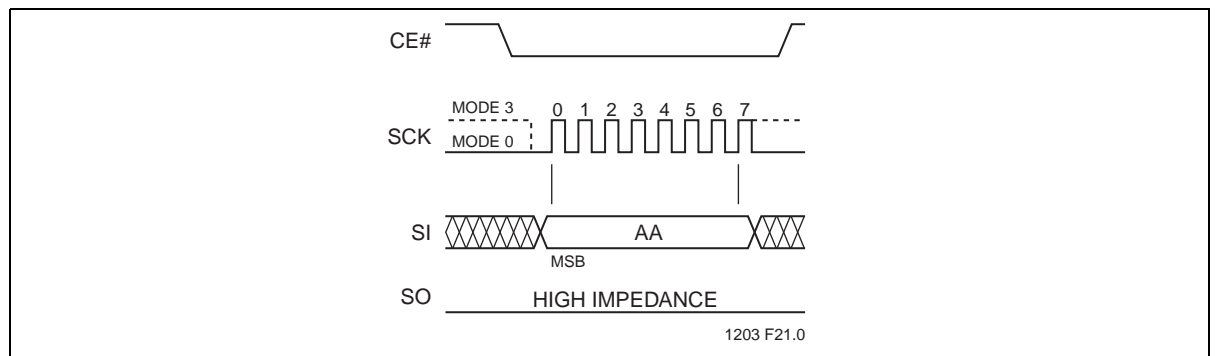 CE#
MODE 3
0 1 2 3 4 5 6 7
SCK
MODE 0
SI
AA
MSB
SO
HIGH IMPEDANCE
1203 F21.0